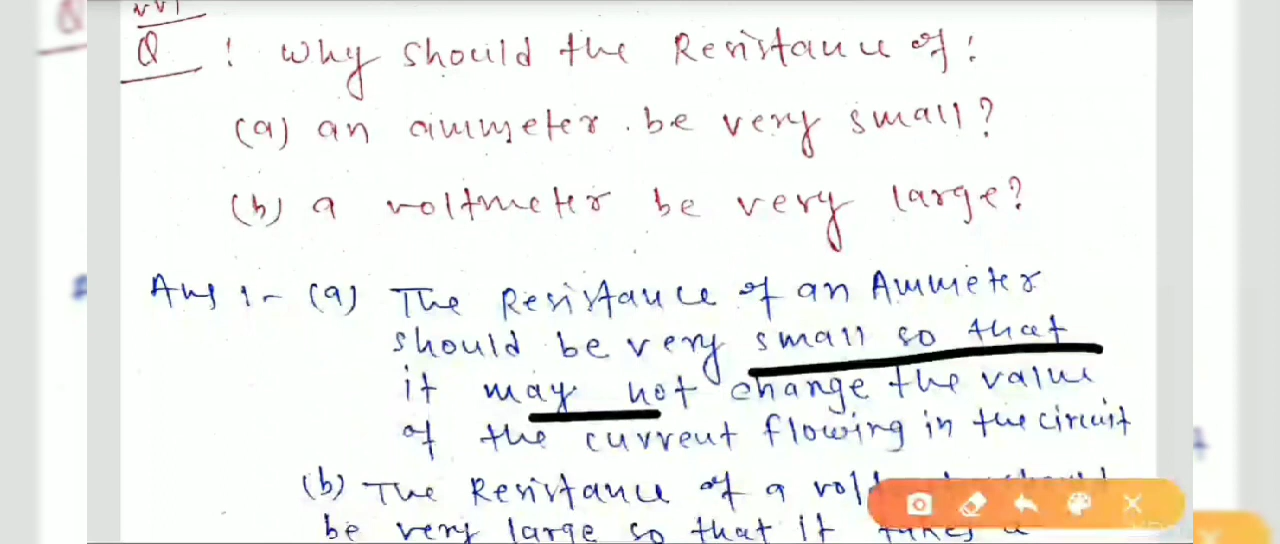 VVI
Q ! Why should the Resistance of :
(a) an ammeter be very small ?
(b) a voltmeter be very large ?
Ans :- (a) The Resistance of an Ammeter
should be very small so that
it may not change the value
of the current flowing in the circuit
(b) The Resistance of a
be very large so that it takes